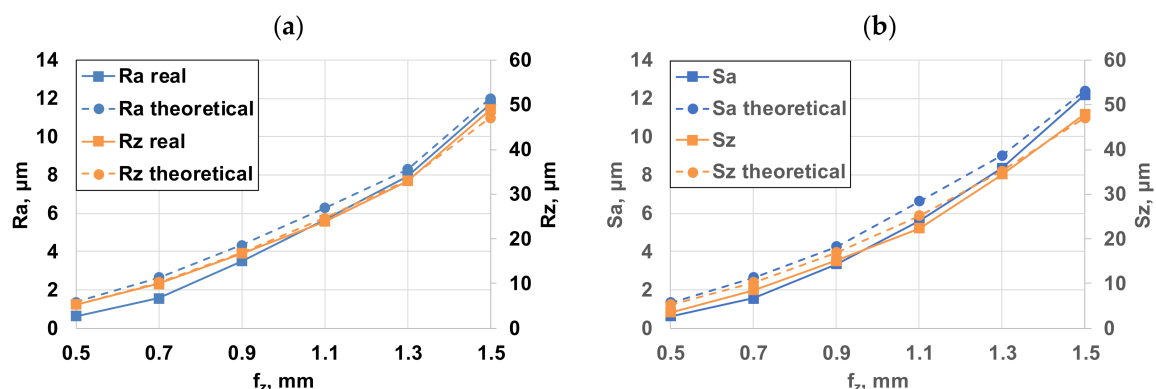 (a)
Ra real
Ra theoretical
Rz real
Rz theoretical
14
12
10
8
6
4
2
0
Ra, µm
60
50
40
30
20
10
0
Rz, µm
0.5 0.7 0.9 1.1 1.3 1.5
fz, mm
(b)
Sa
Sa theoretical
Sz
Sz theoretical
14
12
10
8
6
4
2
0
Sa, µm
60
50
40
30
20
10
0
Sz, µm
0.5 0.7 0.9 1.1 1.3 1.5
fz, mm